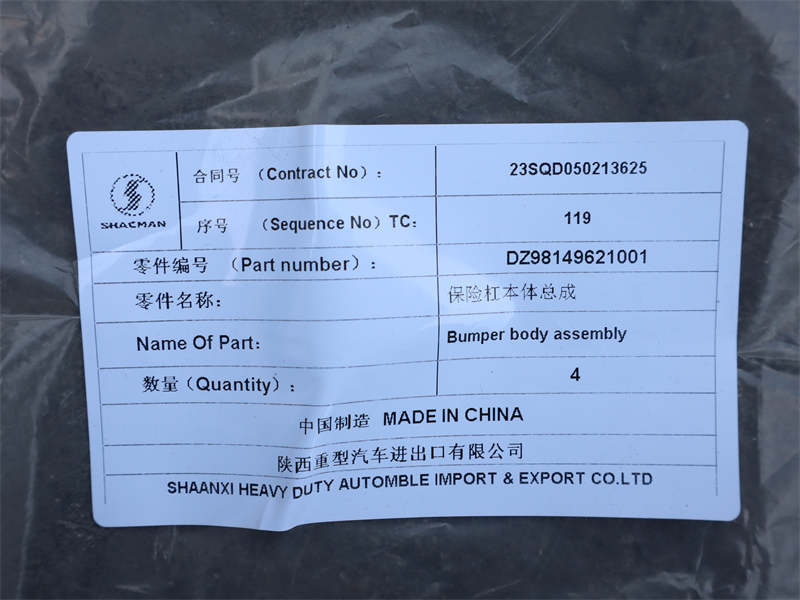 SHACMAN
合同号 (Contract No): 23SQD050213625
序号 (Sequence No) TC: 119
零件编号 (Part number): DZ98149621001
零件名称: 保险杠本体总成
Name Of Part: Bumper body assembly
数量 (Quantity): 4
中国制造 MADE IN CHINA
陕西重型汽车进出口有限公司
SHAANXI HEAVY DUTY AUTOMBLE IMPORT & EXPORT CO.LTD